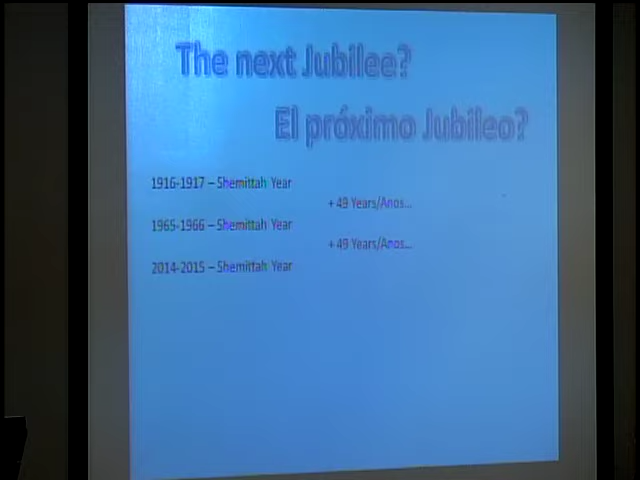 The next Jubilee?
El próximo Jubileo?
1916-1917 – Shemittah Year
+ 49 Years/Anos...
1965-1966 – Shemittah Year
+ 49 Years/Anos...
2014-2015 – Shemittah Year